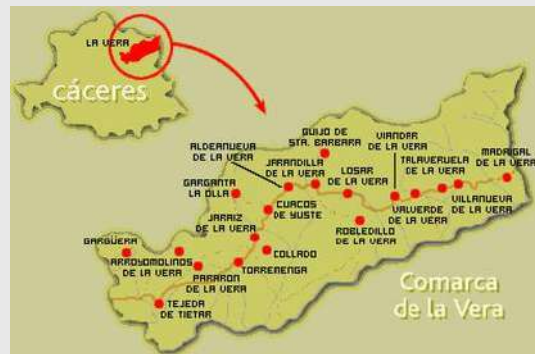 LA VERA
cáceres
ALDEANUEVA
DE LA VERA
GUIJO DE
STA. BARBARA
VIANDAR
DE LA VERA
JARANDILLA
DE LA VERA
TALAVERUELA
DE LA VERA
MADRIGAL
DE LA VERA
GARGANTA
LA OLLA
LOSAR
DE LA VERA
CUACOS
DE YUSTE
VALVERDE
DE LA VERA
VILLANUEVA
DE LA VERA
JARAIZ
DE LA VERA
ROBLEDILLO
DE LA VERA
GARGÜERA
ARROYOMOLINOS
DE LA VERA
COLLADO
TORREMENGA
PARARON
DE LA VERA
TEJEDA
DE TIETAR
Comarca
de la Vera